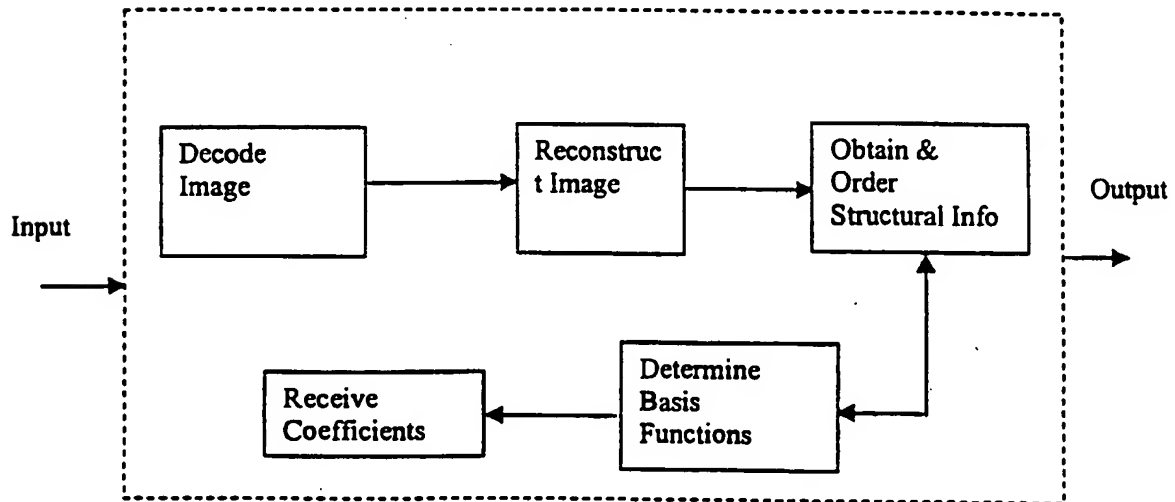 Input
Decode
Image
Reconstruc
t Image
Obtain &
Order
Structural Info
Output
Receive
Coefficients
Determine
Basis
Functions